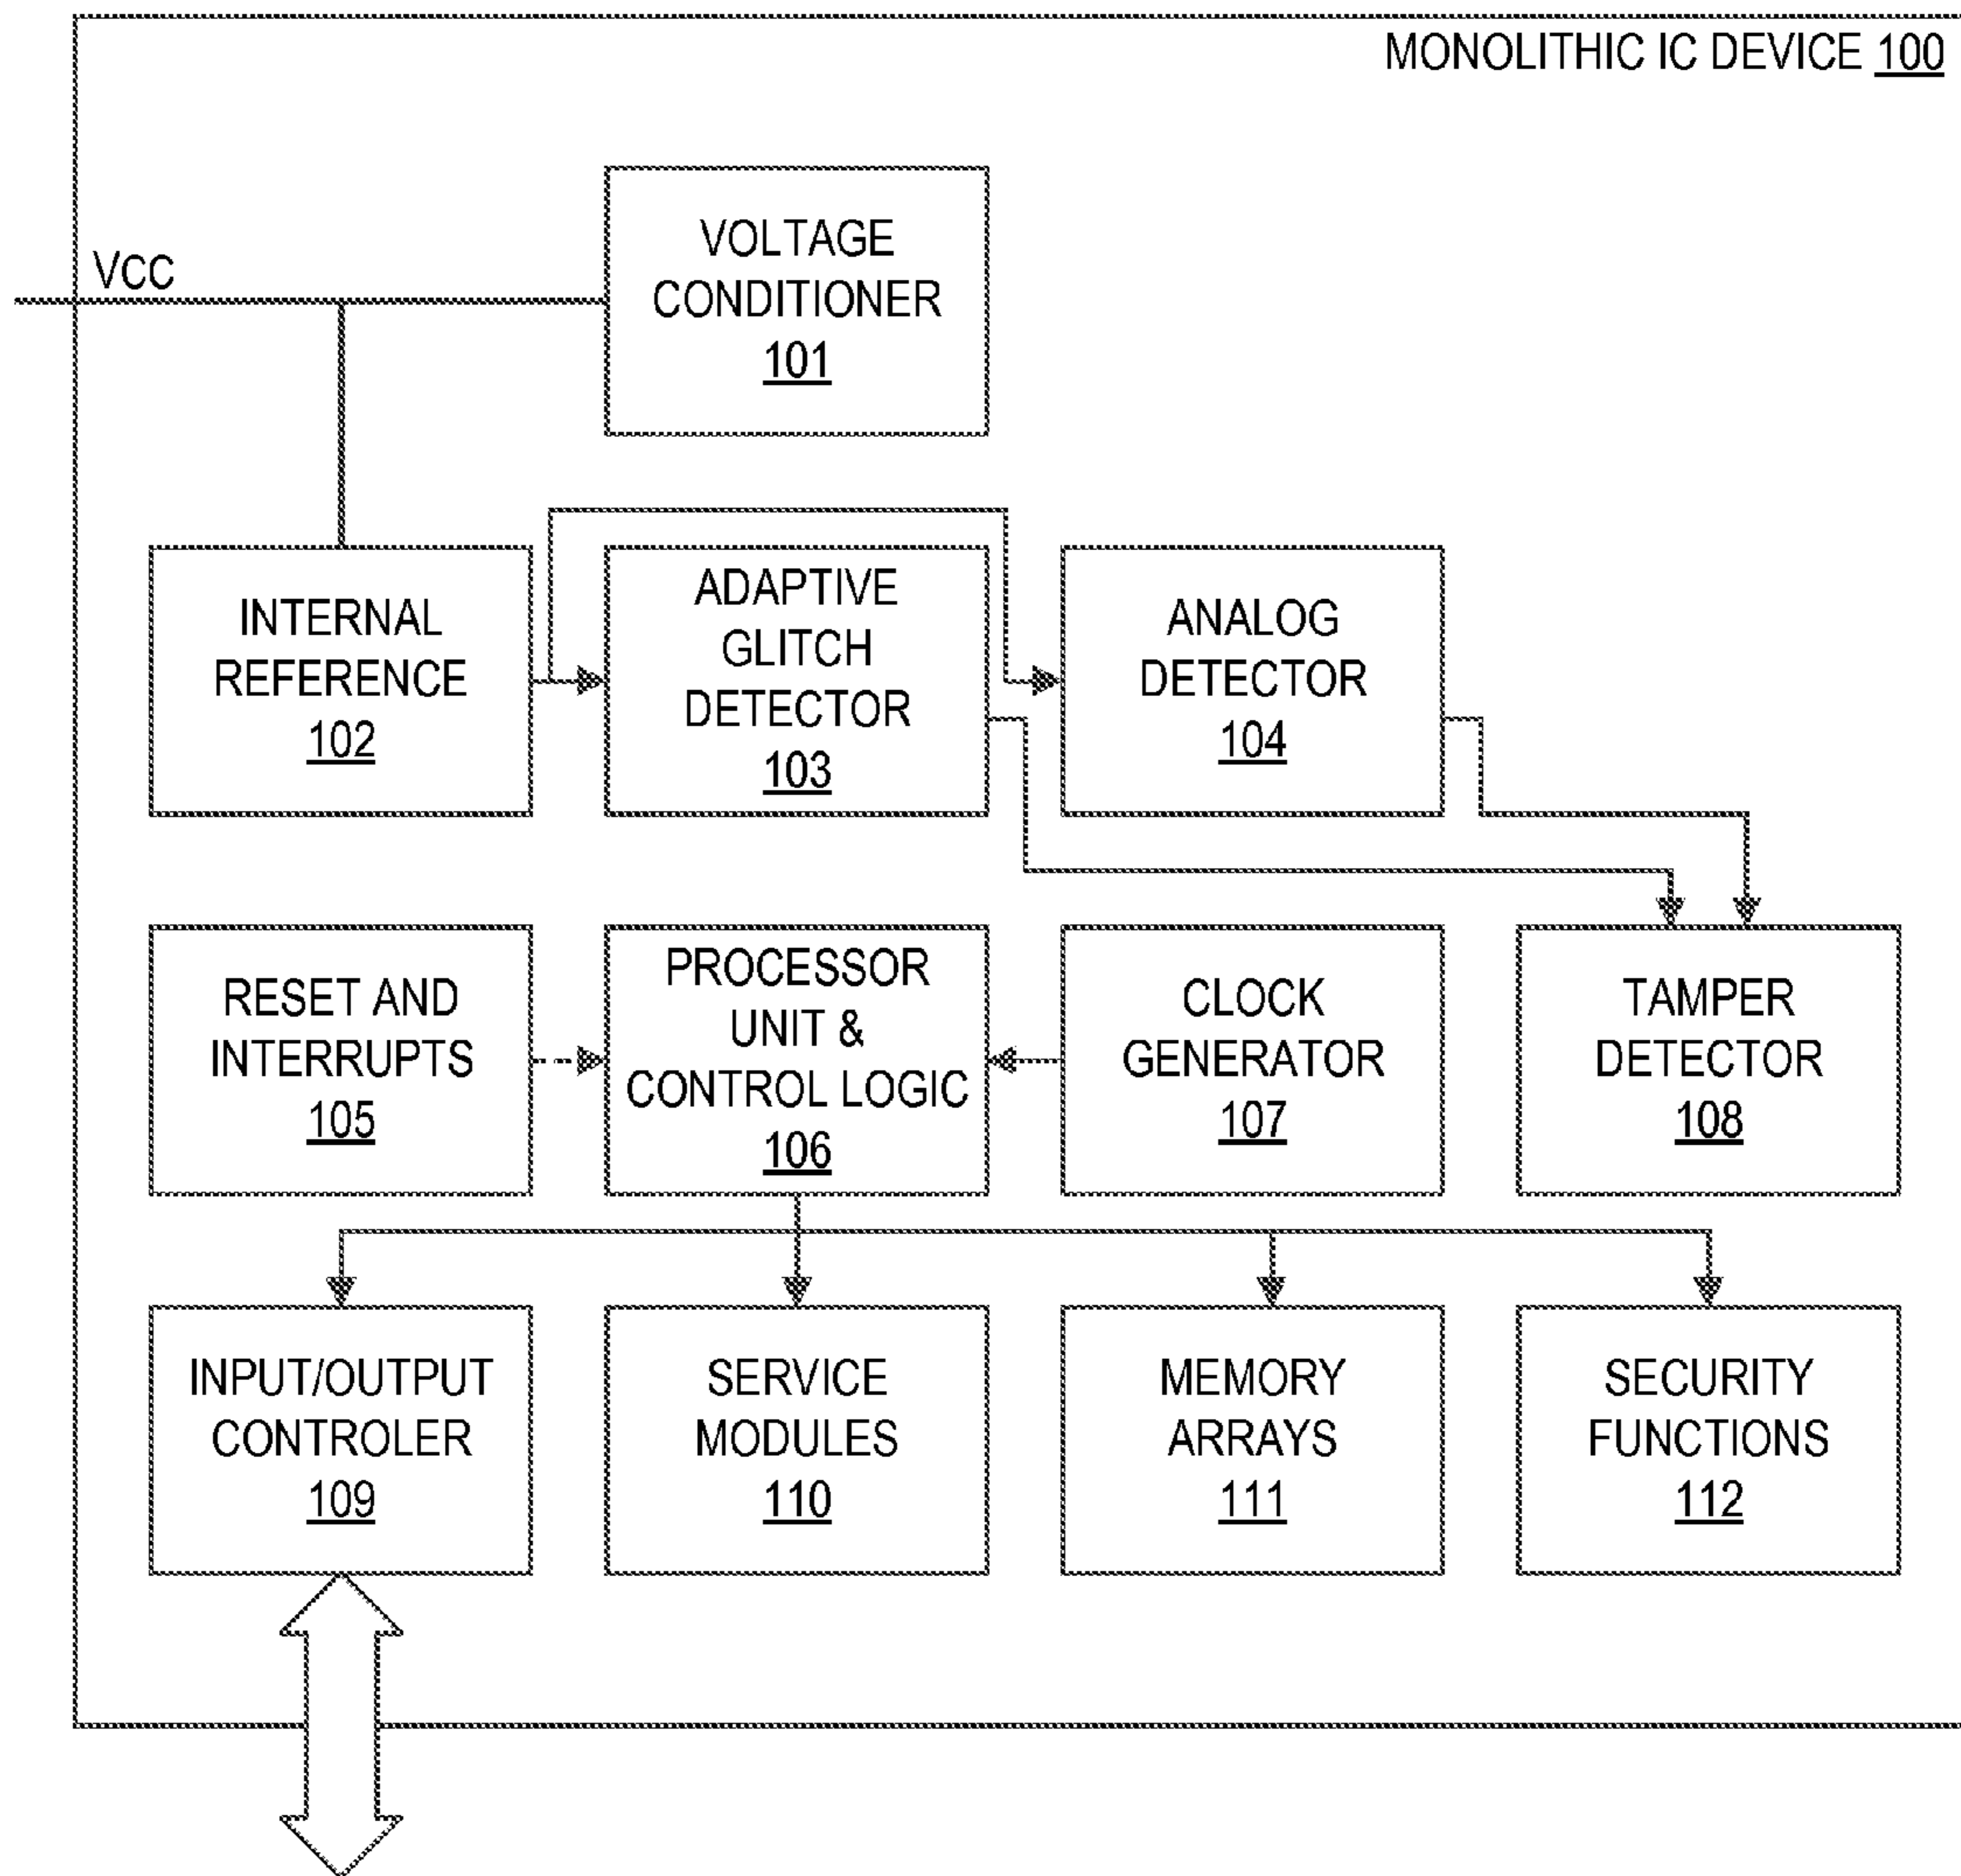 MONOLITHIC IC DEVICE 100
VCC
VOLTAGE
CONDITIONER
101
INTERNAL
REFERENCE
102
ADAPTIVE
GLITCH
DETECTOR
103
ANALOG
DETECTOR
104
RESET AND
INTERRUPTS
105
PROCESSOR
UNIT &
CONTROL LOGIC
106
CLOCK
GENERATOR
107
TAMPER
DETECTOR
108
INPUT/OUTPUT
CONTROLER
109
SERVICE
MODULES
110
MEMORY
ARRAYS
111
SECURITY
FUNCTIONS
112